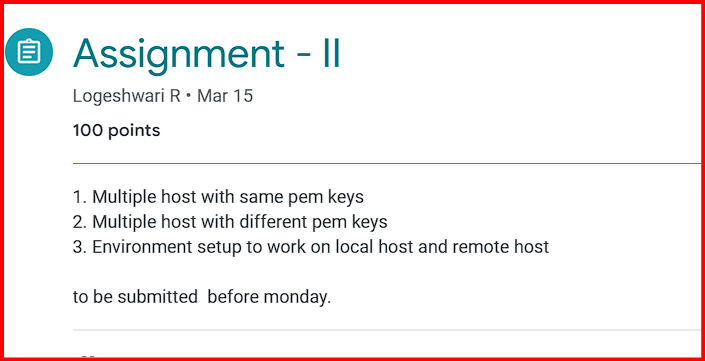 Assignment - II
Logeshwari R • Mar 15
100 points
1. Multiple host with same pem keys
2. Multiple host with different pem keys
3. Environment setup to work on local host and remote host
to be submitted  before monday.